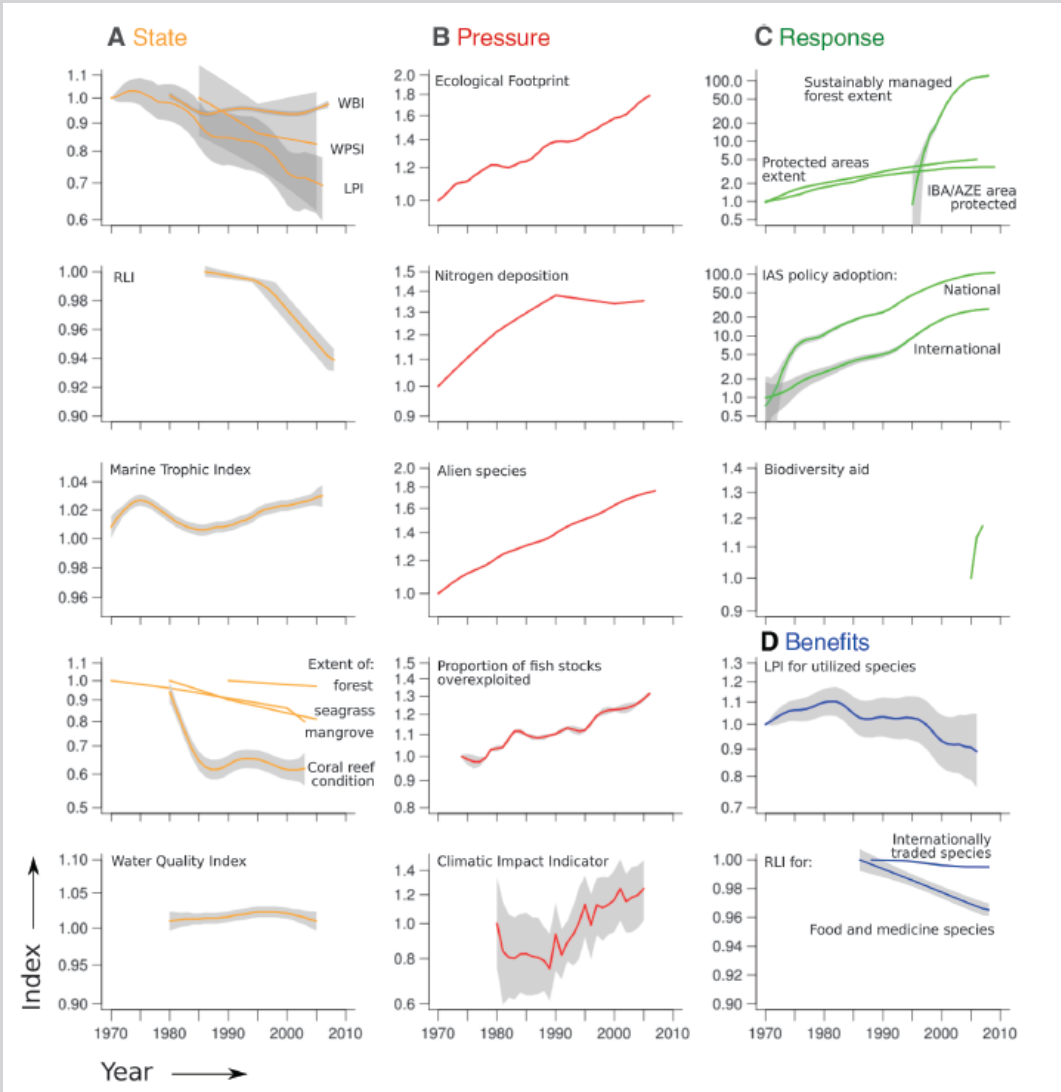 A State
1.1
1.0
0.9
0.8
0.7
0.6
WBI
WPSI
LPI
1.00
0.98
0.96
0.94
0.92
0.90
RLI
1.04
1.02
1.00
0.98
0.96
Marine Trophic Index
1.1
1.0
0.9
0.8
0.7
0.6
0.5
Extent of:
forest
seagrass
mangrove
Coral reef
condition
1.10
1.05
1.00
0.95
0.90
Water Quality Index
1970
1980
1990
2000
2010
B Pressure
2.0
1.8
1.6
1.4
1.2
1.0
Ecological Footprint
1.5
1.4
1.3
1.2
1.1
1.0
0.9
Nitrogen deposition
2.0
1.8
1.6
1.4
1.2
1.0
Alien species
1.5
1.4
1.3
1.2
1.1
1.0
0.9
0.8
Proportion of fish stocks
overexploited
1.4
1.2
1.0
0.8
0.6
Climatic Impact Indicator
1970
1980
1990
2000
2010
C Response
100.0
50.0
20.0
10.0
5.0
2.0
1.0
0.5
Sustainably managed
forest extent
Protected areas
extent
IBA/AZE area
protected
100.0
50.0
20.0
10.0
5.0
2.0
1.0
0.5
IAS policy adoption:
National
International
1.4
1.3
1.2
1.1
1.0
0.9
Biodiversity aid
D Benefits
1.3
1.2
1.1
1.0
0.9
0.8
0.7
LPI for utilized species
1.00
0.98
0.96
0.94
0.92
0.90
Internationally
traded species
RLI for:
Food and medicine species
1970
1980
1990
2000
2010
Index
Year